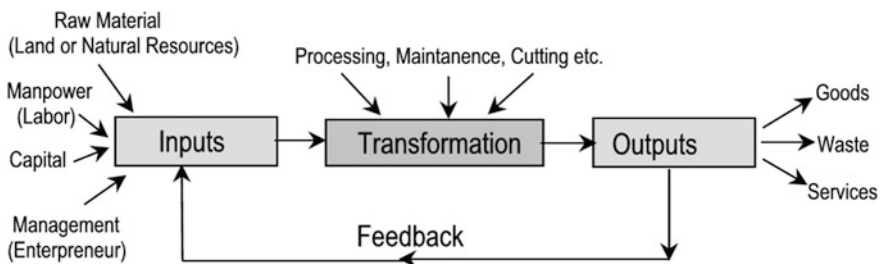 Raw Material
(Land or Natural Resources)
Processing, Maintanence, Cutting etc.
Manpower
(Labor)
Capital
Management
(Enterpreneur)
Inputs
Transformation
Outputs
Goods
Waste
Services
Feedback